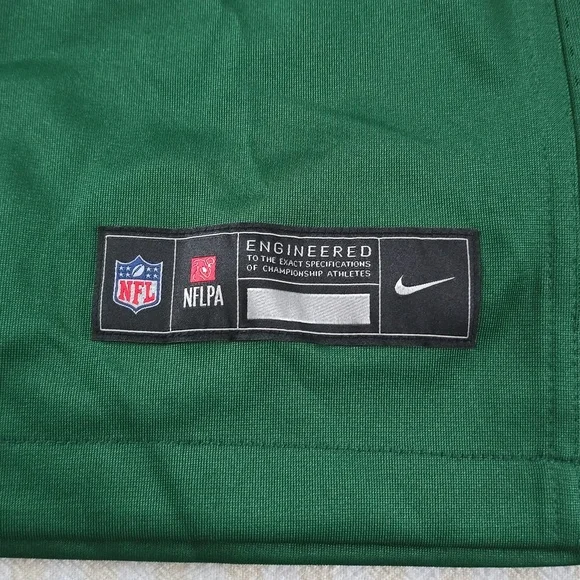 NFL
NFLPA
ENGINEERED
TO THE EXACT SPECIFICATIONS
OF CHAMPIONSHIP ATHLETES